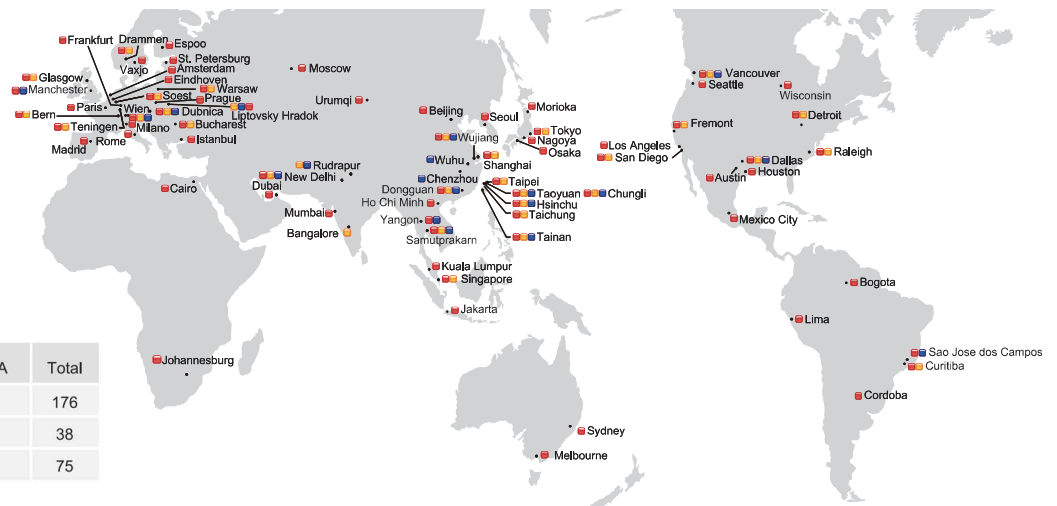 Frankfurt
Drammen
Espoo
Vaxjo
St. Petersburg
Amsterdam
Eindhoven
Glasgow
Manchester
Warsaw
Soest
Prague
Paris
Wien
Dubnica
Liptovsky Hradok
Bern
Teningen
Milano
Bucharest
Madrid
Rome
Istanbul
Moscow
Urumqi
Beijing
Seoul
Morioka
Tokyo
Nagoya
Osaka
Wujiang
Wuhu
Shanghai
Rudrapur
New Delhi
Chenzhou
Cairo
Dubai
Dongguan
Taipei
Taoyuan
Chungli
Ho Chi Minh
Hsinchu
Mumbai
Taichung
Yangon
Bangalore
Samutprakarn
Tainan
Kuala Lumpur
Singapore
Jakarta
Johannesburg
Sydney
Melbourne
Vancouver
Seattle
Wisconsin
Fremont
Detroit
Los Angeles
San Diego
Raleigh
Dallas
Austin
Houston
Mexico City
Bogota
Lima
Sao Jose dos Campos
Curitiba
Cordoba
A Total
176
38
75